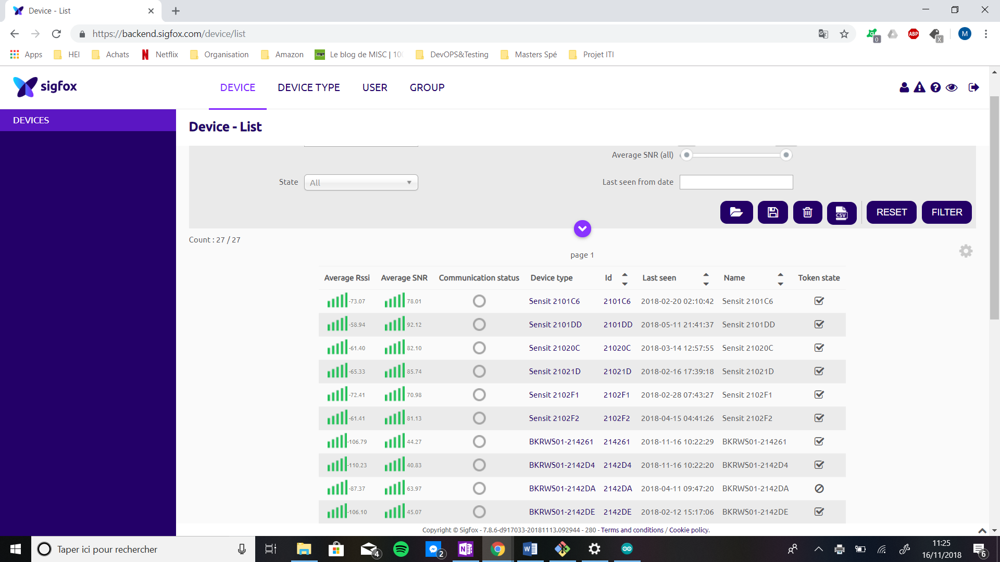 Device - List
https://backend.sigfox.com/device/list
0
ABP
X
M
Apps HEI Achats Netflix Organisation Amazon Le blog de MISC | 10 DevOPS&Testing Masters Spé Projet ITI
sigfox
DEVICE DEVICE TYPE USER GROUP
DEVICES
Device - List
Average SNR (all)
State All
Last seen from date
CSV
RESET FILTER
Count : 27 / 27
page 1
Average Rssi Average SNR Communication status Device type Id Last seen Name Token state
-73.07 78.01 Sensit 2101C6 2101C6 2018-02-20 02:10:42 Sensit 2101C6
-58.94 92.12 Sensit 2101DD 2101DD 2018-05-11 21:41:37 Sensit 2101DD
-61.40 82.10 Sensit 21020C 21020C 2018-03-14 12:57:55 Sensit 21020C
-65.33 85.74 Sensit 21021D 21021D 2018-02-16 17:39:18 Sensit 21021D
-72.41 70.98 Sensit 2102F1 2102F1 2018-02-28 07:43:27 Sensit 2102F1
-61.41 81.13 Sensit 2102F2 2102F2 2018-04-15 04:41:26 Sensit 2102F2
-106.79 44.27 BKRWS01-214261 214261 2018-11-16 10:22:29 BKRWS01-214261
-110.23 40.83 BKRWS01-2142D4 2142D4 2018-11-16 10:22:20 BKRWS01-2142D4
-87.37 63.97 BKRWS01-2142DA 2142DA 2018-04-11 09:47:20 BKRWS01-2142DA
-106.10 45.07 BKRWS01-2142DE 2142DE 2018-02-12 15:17:06 BKRWS01-2142DE
Copyright © Sigfox - 7.8.6-d917033-20181113.092944 - 280 - Terms and conditions / Cookie policy.
Taper ici pour rechercher
4
2
11:25
16/11/2018
6